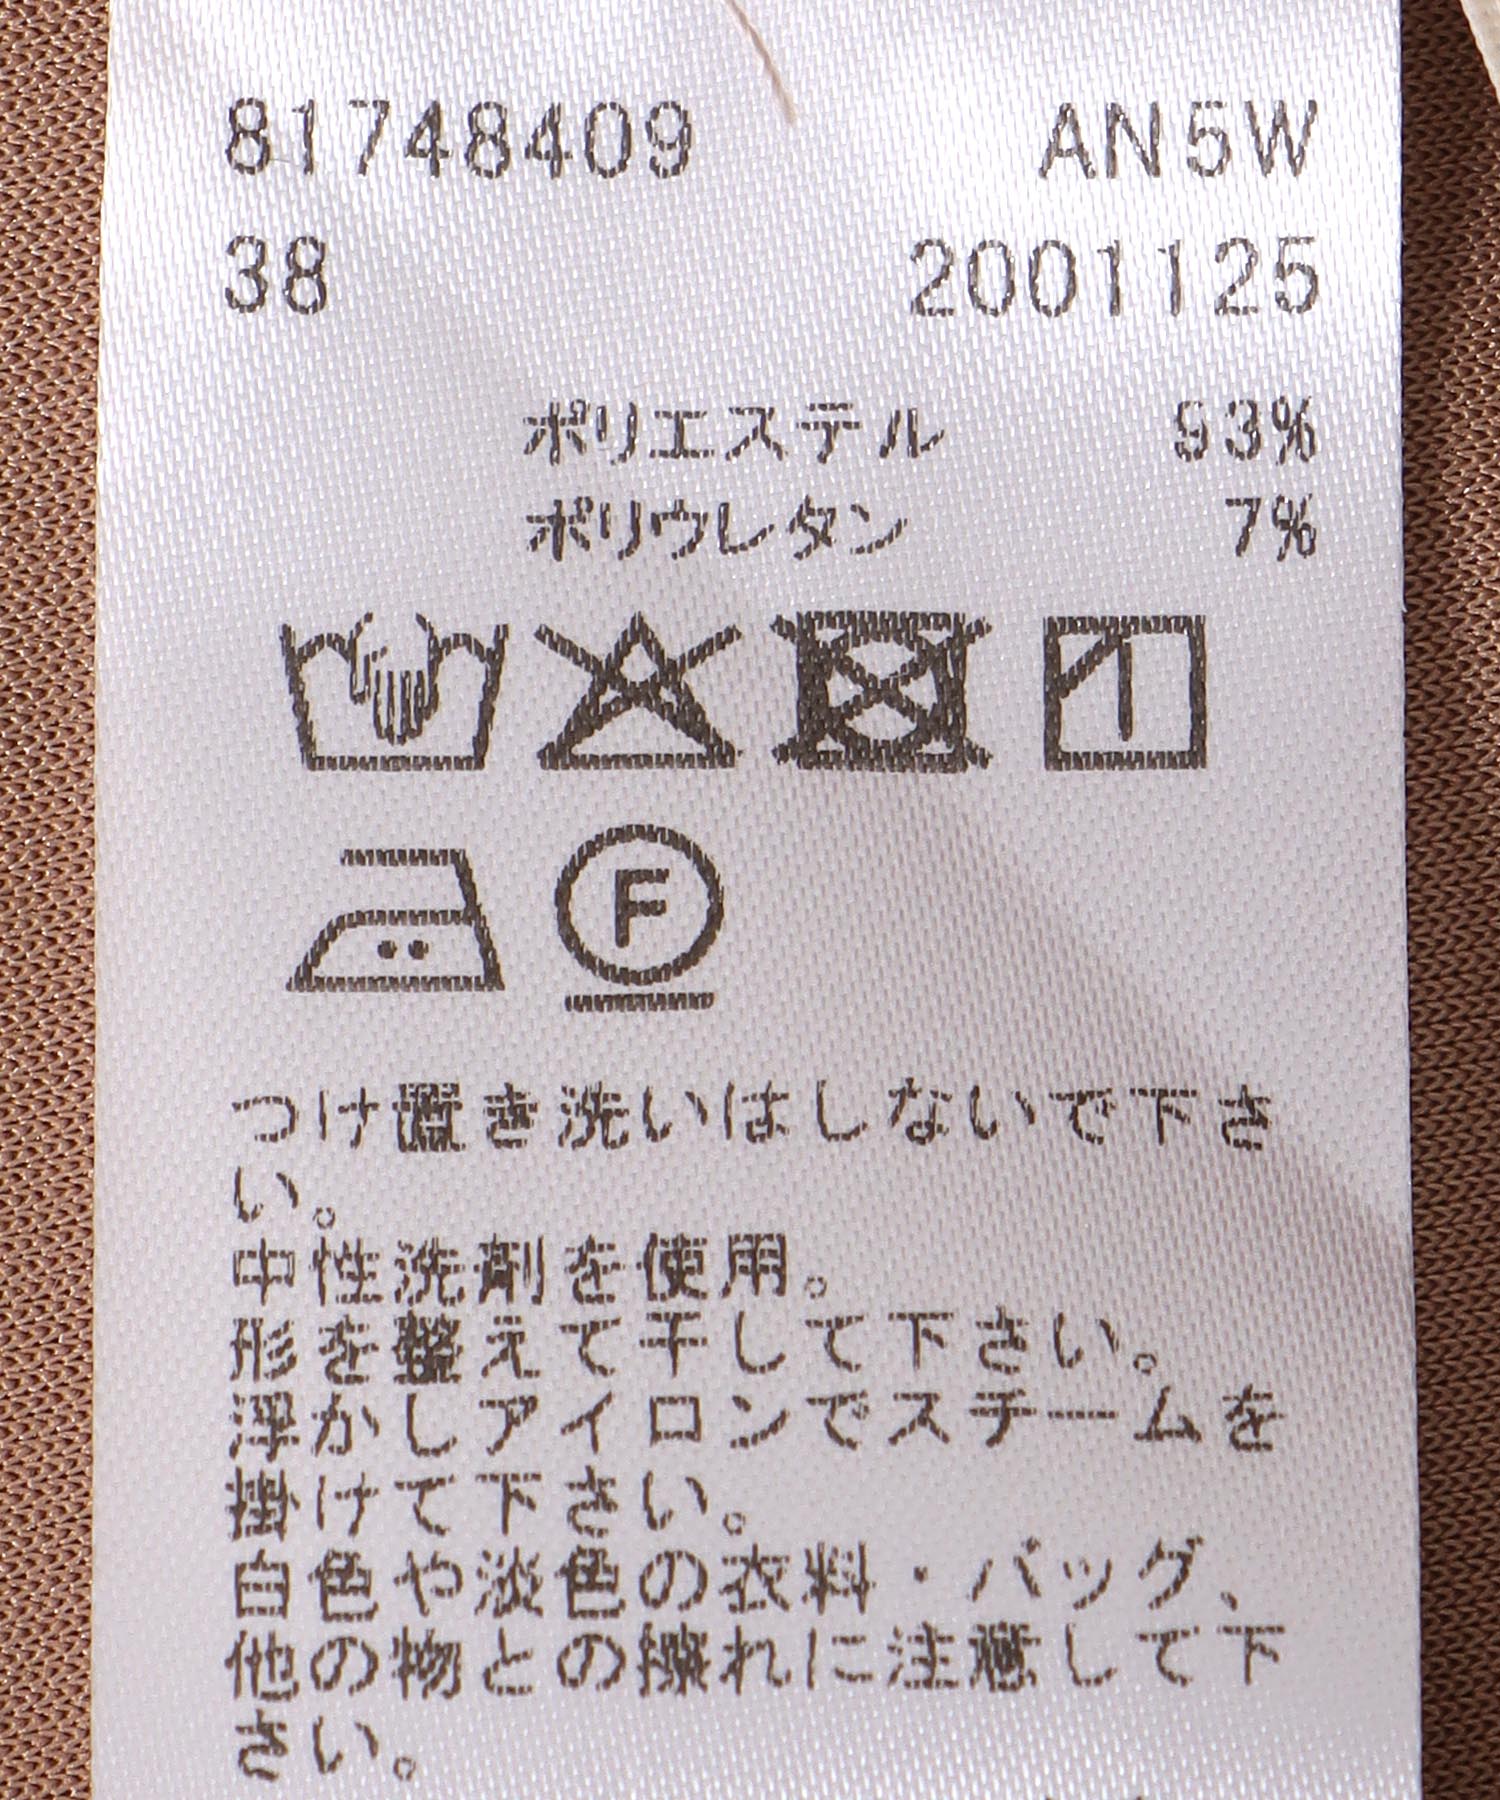 81748409 AN5W
38 2001125
ポリエステル 93%
ポリウレタン 7%
F
つけ置き洗いはしないで下さ
い。
中性洗剤を使用。
形を整えて干して下さい。
浮かしアイロンでスチームを
掛けて下さい。
白色や淡色の衣料・バッグ、
他の物との擦れに注意して下
さい。